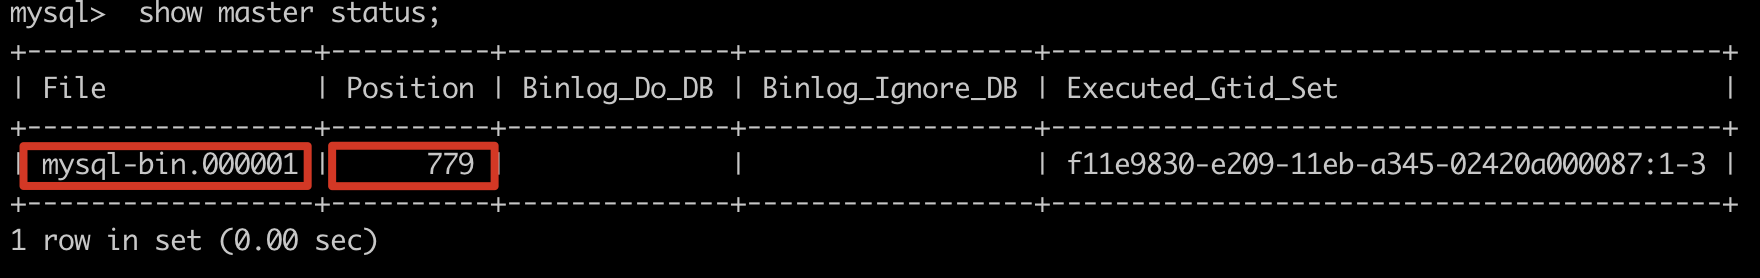 mysql>  show master status;
+------------------+----------+--------------+------------------+------------------------------------------+
| File             | Position | Binlog_Do_DB | Binlog_Ignore_DB | Executed_Gtid_Set                        |
+------------------+----------+--------------+------------------+------------------------------------------+
| mysql-bin.000001 |      779 |              |                  | f11e9830-e209-11eb-a345-02420a000087:1-3 |
+------------------+----------+--------------+------------------+------------------------------------------+
1 row in set (0.00 sec)